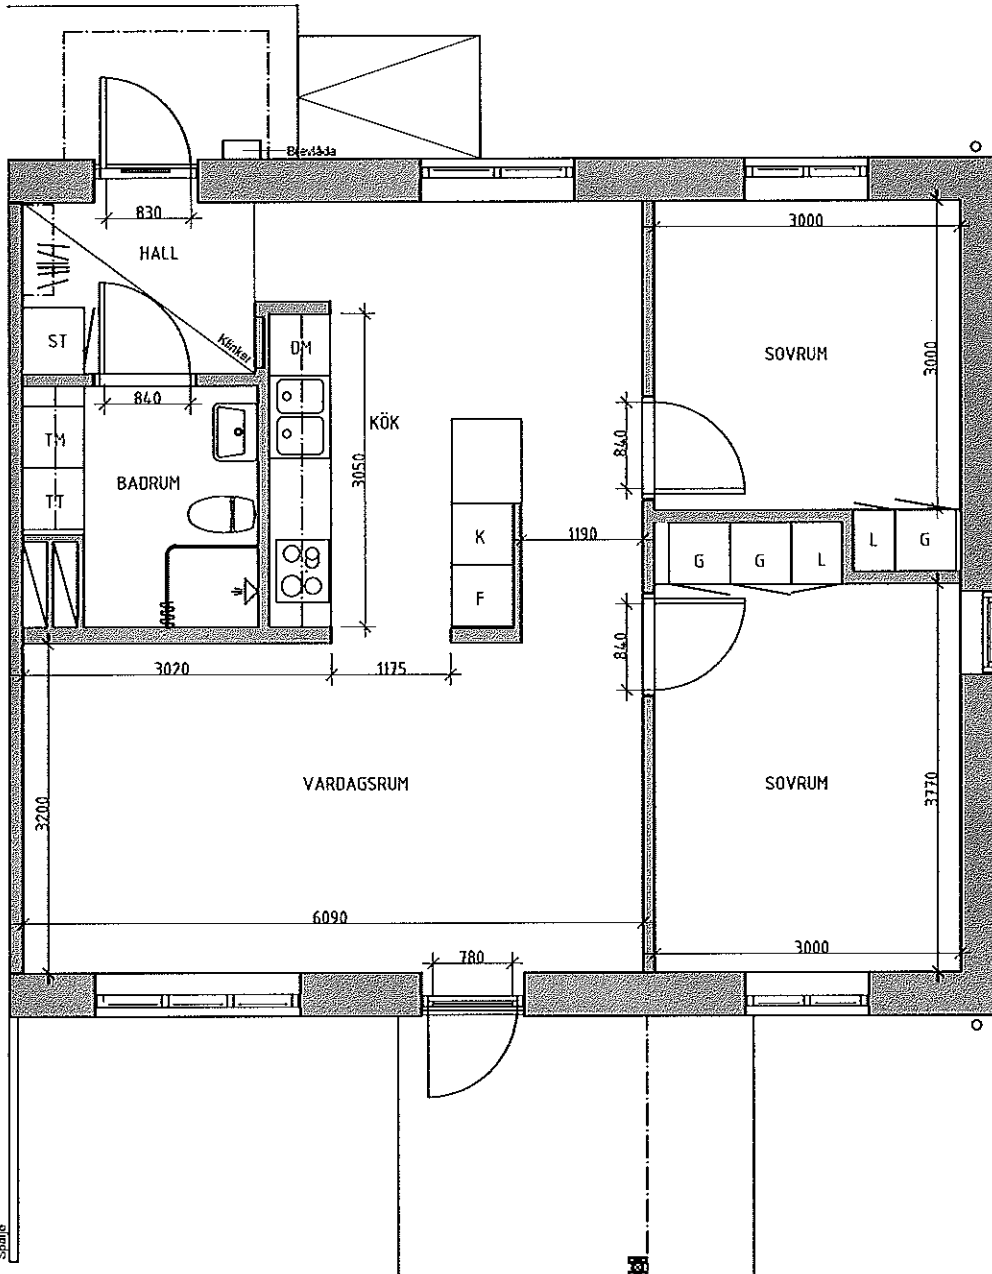 Brevlåda
830
3000
HALL
Klinker
ST
DM
SOVRUM
3000
840
KÖK
840
TM
BADRUM
3050
TT
K
1190
G
G
L
L
G
F
840
3020
1175
VARDAGSRUM
SOVRUM
3770
3200
6090
780
3000
Spalje